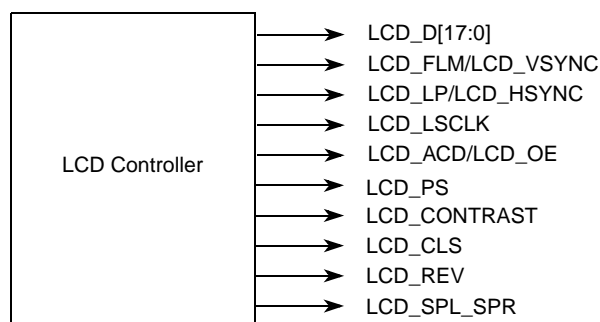 LCD_D[17:0]
LCD_FLM/LCD_VSYNC
LCD_LP/LCD_HSYNC
LCD_LSCLK
LCD_ACD/LCD_OE
LCD Controller
LCD_PS
LCD_CONTRAST
LCD_CLS
LCD_REV
LCD_SPL_SPR